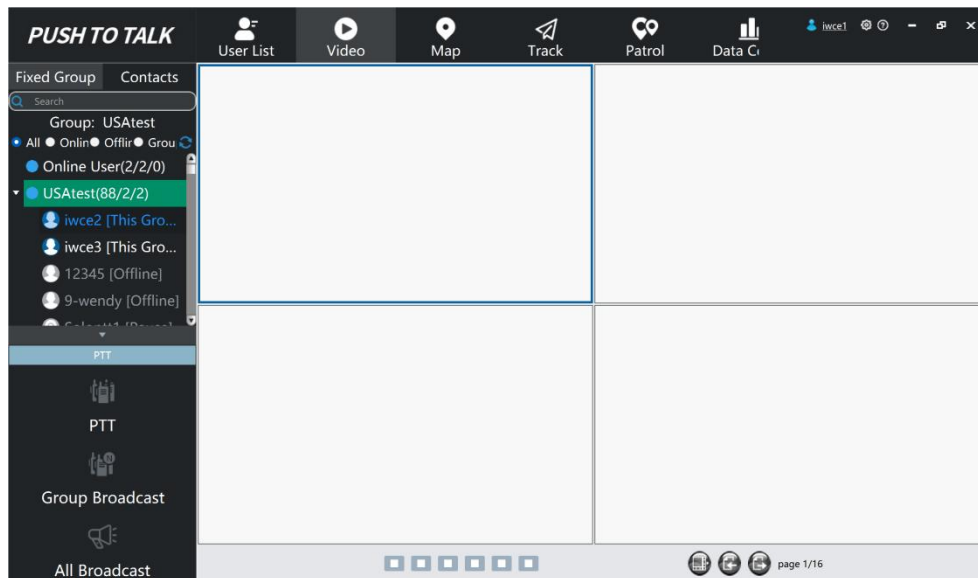 PUSH TO TALK
User List
Video
Map
Track
Patrol
Data C
iwce1
Fixed Group
Contacts
Search
Group: USAtest
All Onlin Offlir Grou
Online User(2/2/0)
USAtest(88/2/2)
iwce2 [This Gro...
iwce3 [This Gro...
12345 [Offline]
9-wendy [Offline]
PTT
PTT
Group Broadcast
All Broadcast
page 1/16